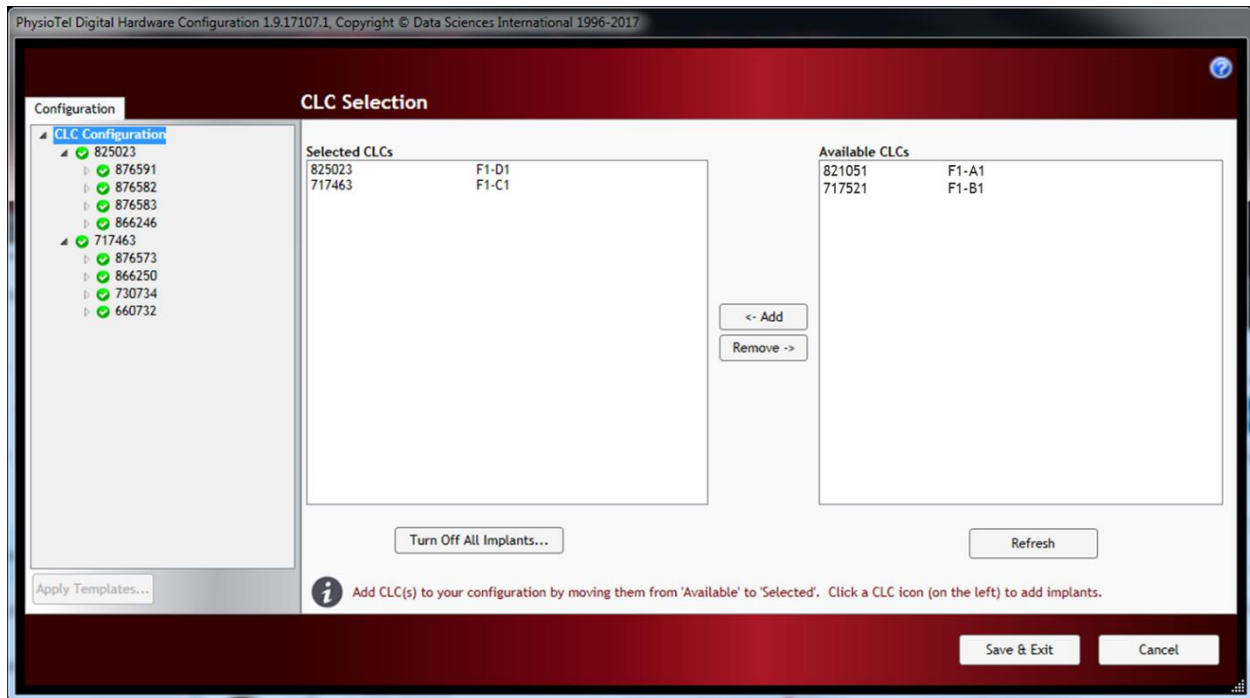 PhysioTel Digital Hardware Configuration 1.9.17107.1, Copyright © Data Sciences International 1996-2017
CLC Selection
Configuration
CLC Configuration
825023
876591
876582
876583
866246
717463
876573
866250
730734
660732
Apply Templates...
Selected CLCs
825023 F1-D1
717463 F1-C1
<- Add
Remove ->
Available CLCs
821051 F1-A1
717521 F1-B1
Turn Off All Implants...
Refresh
Add CLC(s) to your configuration by moving them from 'Available' to 'Selected'. Click a CLC icon (on the left) to add implants.
Save & Exit
Cancel